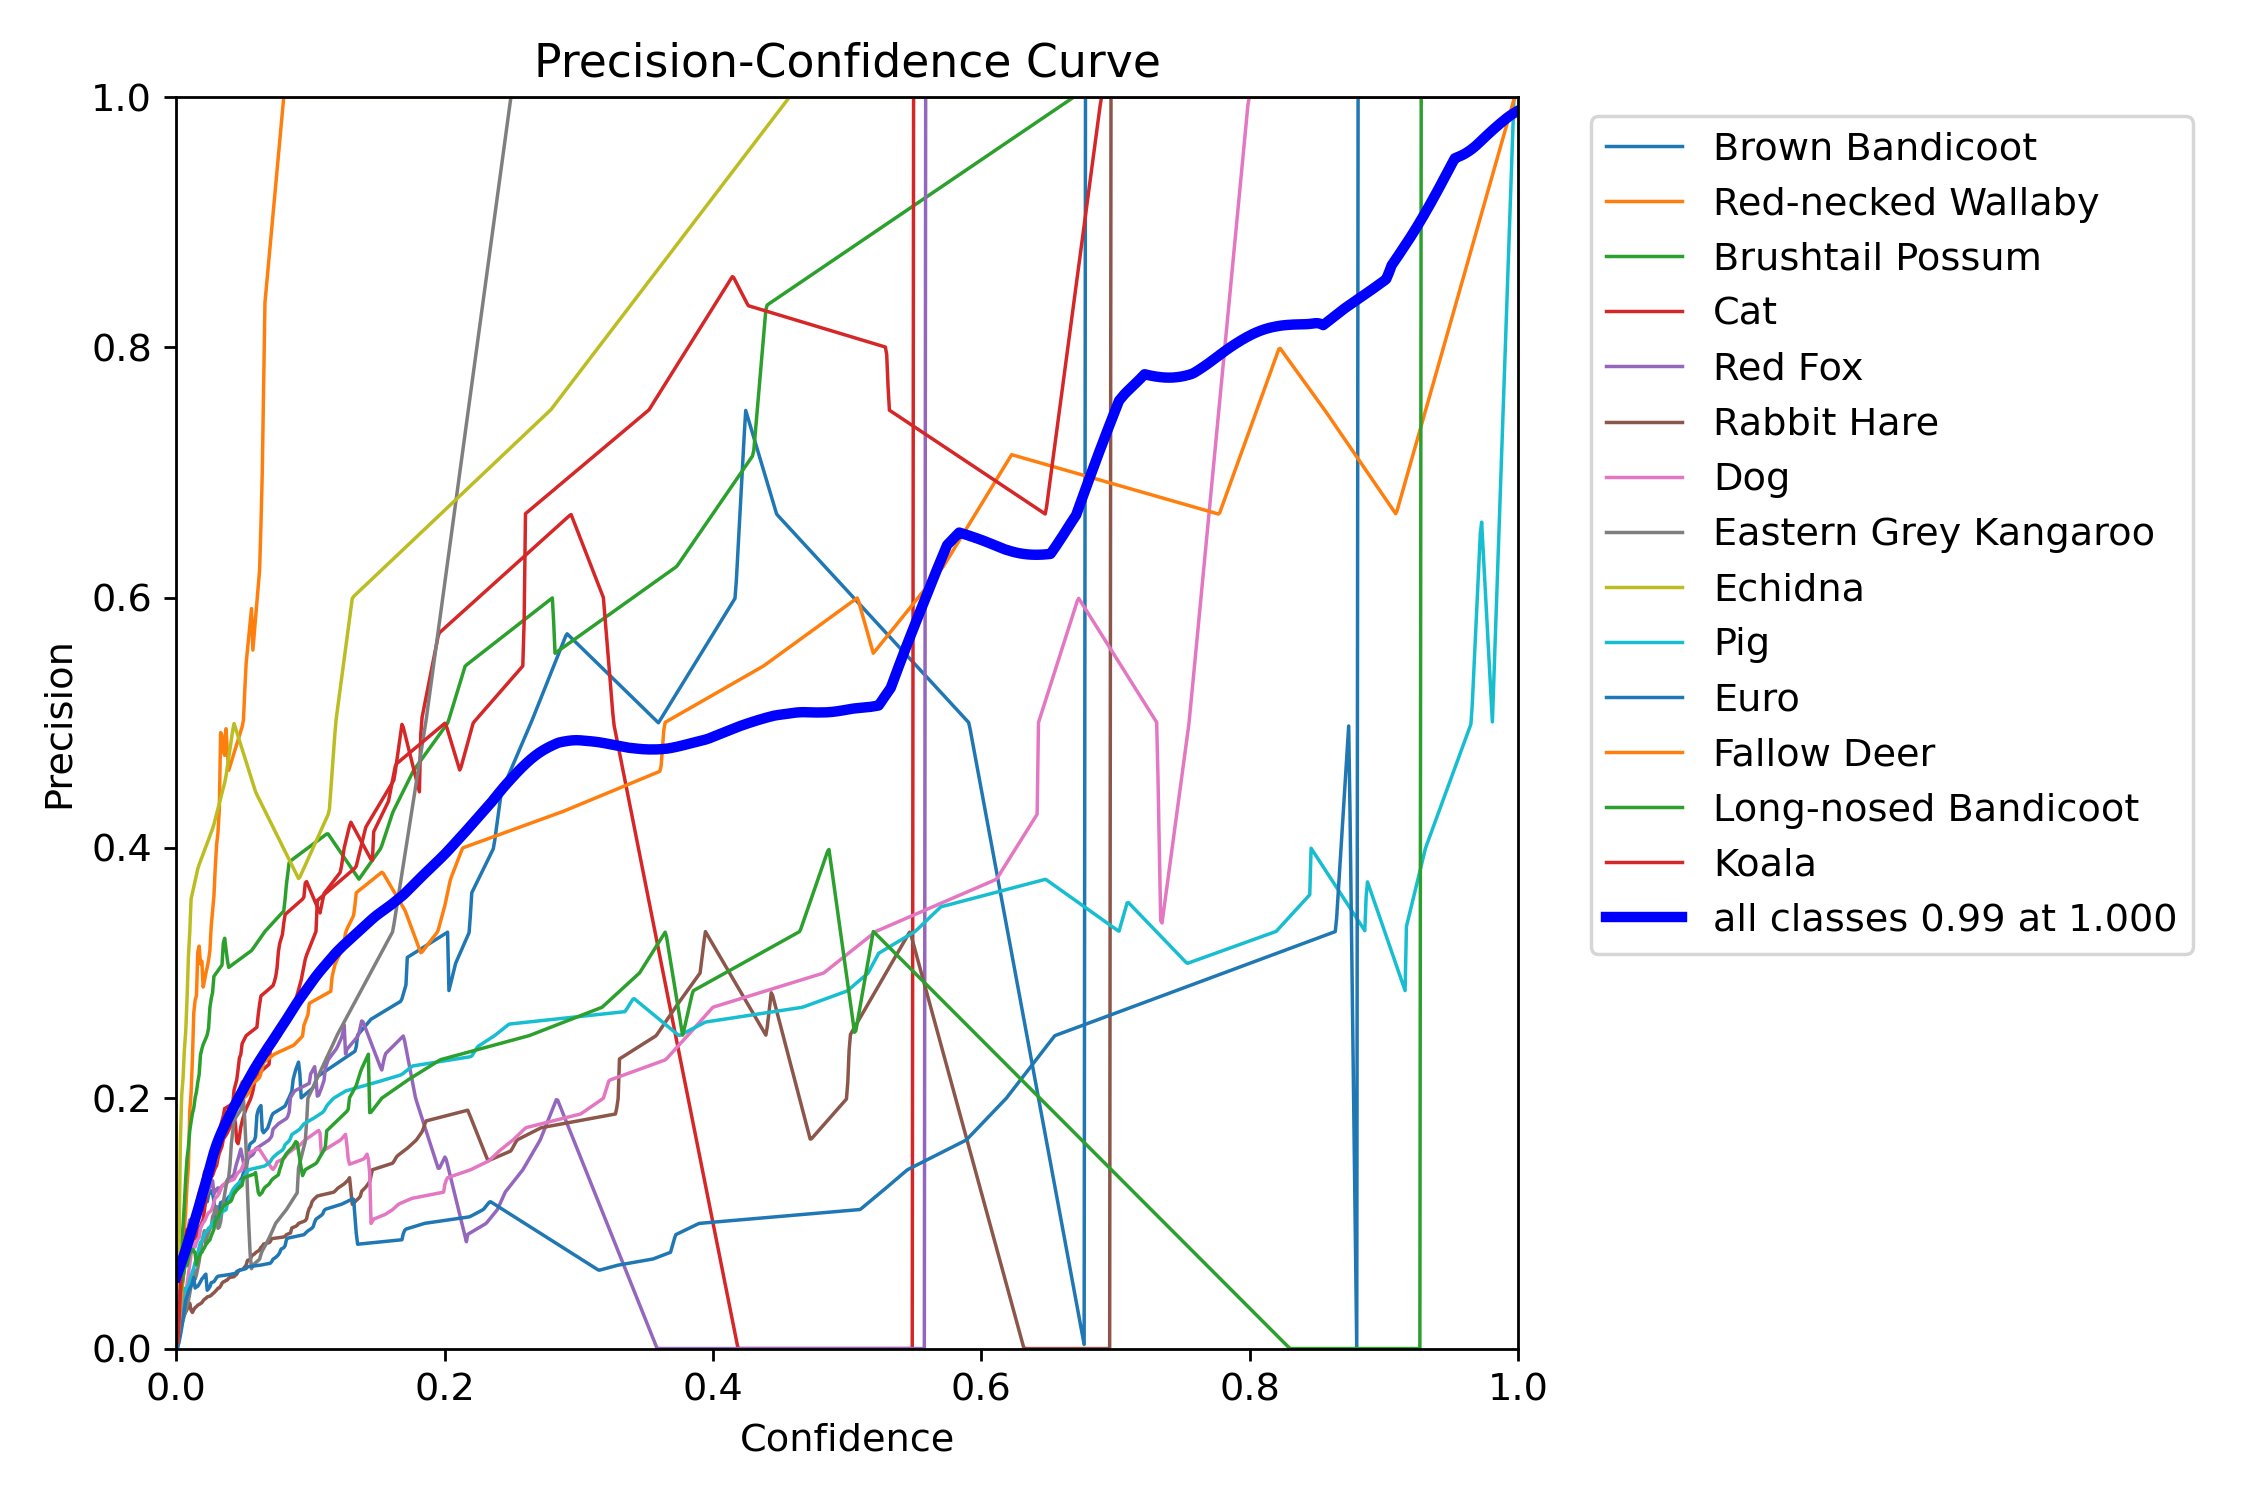 Precision-Confidence Curve
1.0
0.8
0.6
0.4
0.2
0.0
Precision
0.0 0.2 0.4 0.6 0.8 1.0
Confidence
Brown Bandicoot
Red-necked Wallaby
Brushtail Possum
Cat
Red Fox
Rabbit Hare
Dog
Eastern Grey Kangaroo
Echidna
Pig
Euro
Fallow Deer
Long-nosed Bandicoot
Koala
all classes 0.99 at 1.000